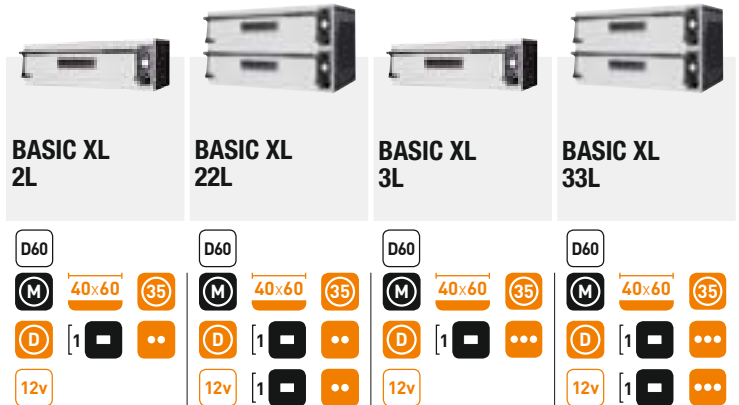 BASIC XL
2L
BASIC XL
22L
BASIC XL
3L
BASIC XL
33L
D60
D60
D60
D60
M 40x60 35
M 40x60 35
M 40x60 35
M 40x60 35
D 1
D 1
D 1
D 1
12v
12v 1
12v
12v 1